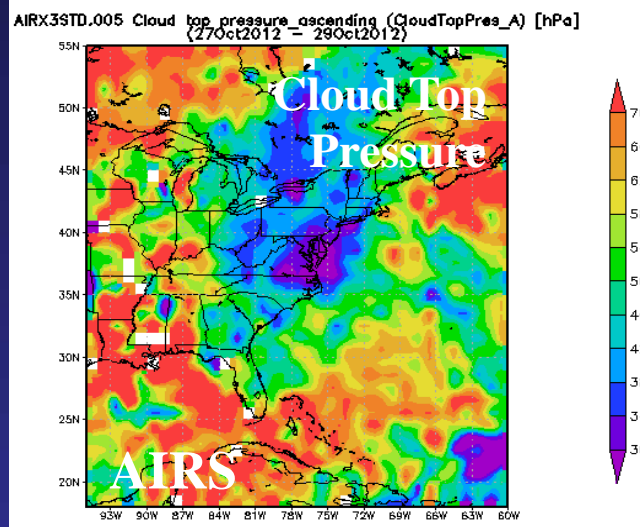 AIRX3STD.005 Cloud top pressure_ascending (CloudTopPres_A) [hPa]
(27Oct2012 - 29Oct2012)
Cloud Top
Pressure
AIRS
55N
50N
45N
40N
35N
30N
25N
20N
93W 90W 87W 84W 81W 78W 75W 72W 69W 66W 63W 60W